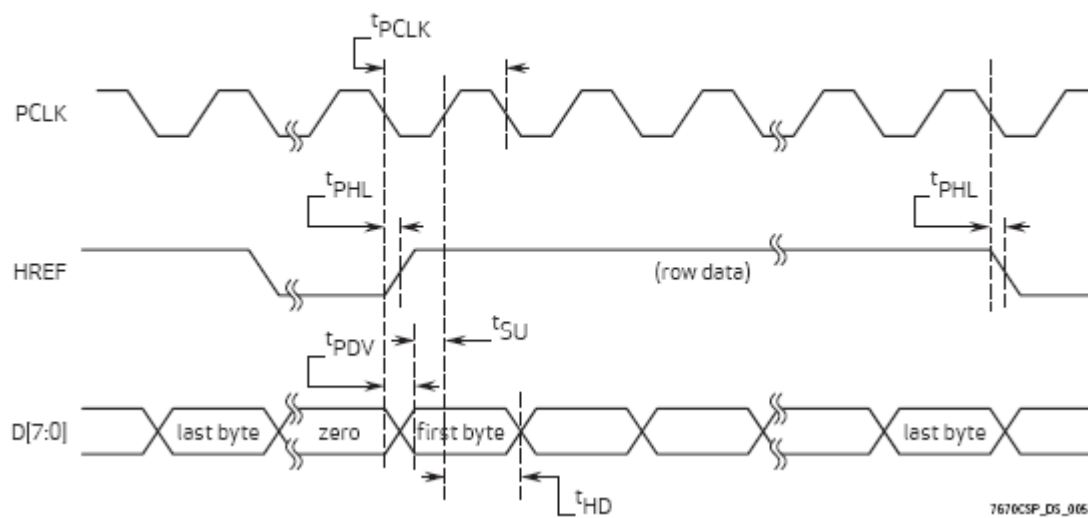 tPCLK
PCLK
tPHL
tPHL
HREF
(row data)
tPDV
tSU
D[7:0]
last byte
zero
first byte
last byte
tHD
7670CSP_DS_005